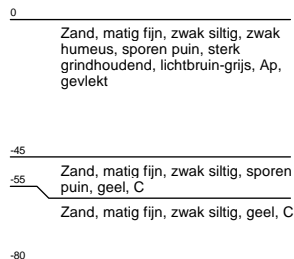 0
Zand, matig fijn, zwak siltig, zwak
humeus, sporen puin, sterk
grindhoudend, lichtbruin-grijs, Ap,
gevlekt
-45
Zand, matig fijn, zwak siltig, sporen
puin, geel, C
-55
Zand, matig fijn, zwak siltig, geel, C
-80